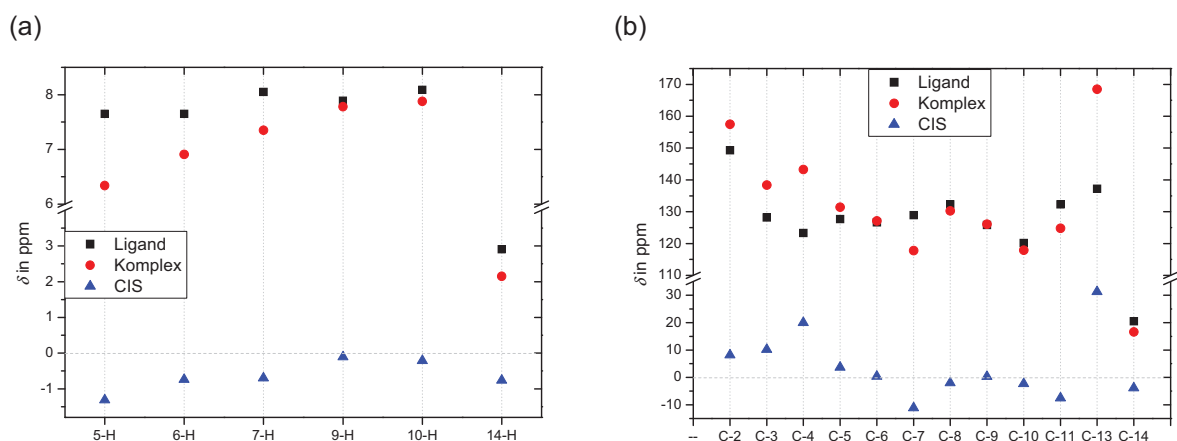 (a)
8
7
6
3
2
1
0
-1
δ in ppm
Ligand
Komplex
CIS
5-H 6-H 7-H 9-H 10-H 14-H
(b)
170
160
150
140
130
120
110
30
20
10
0
-10
δ in ppm
Ligand
Komplex
CIS
-- C-2 C-3 C-4 C-5 C-6 C-7 C-8 C-9 C-10 C-11 C-13 C-14